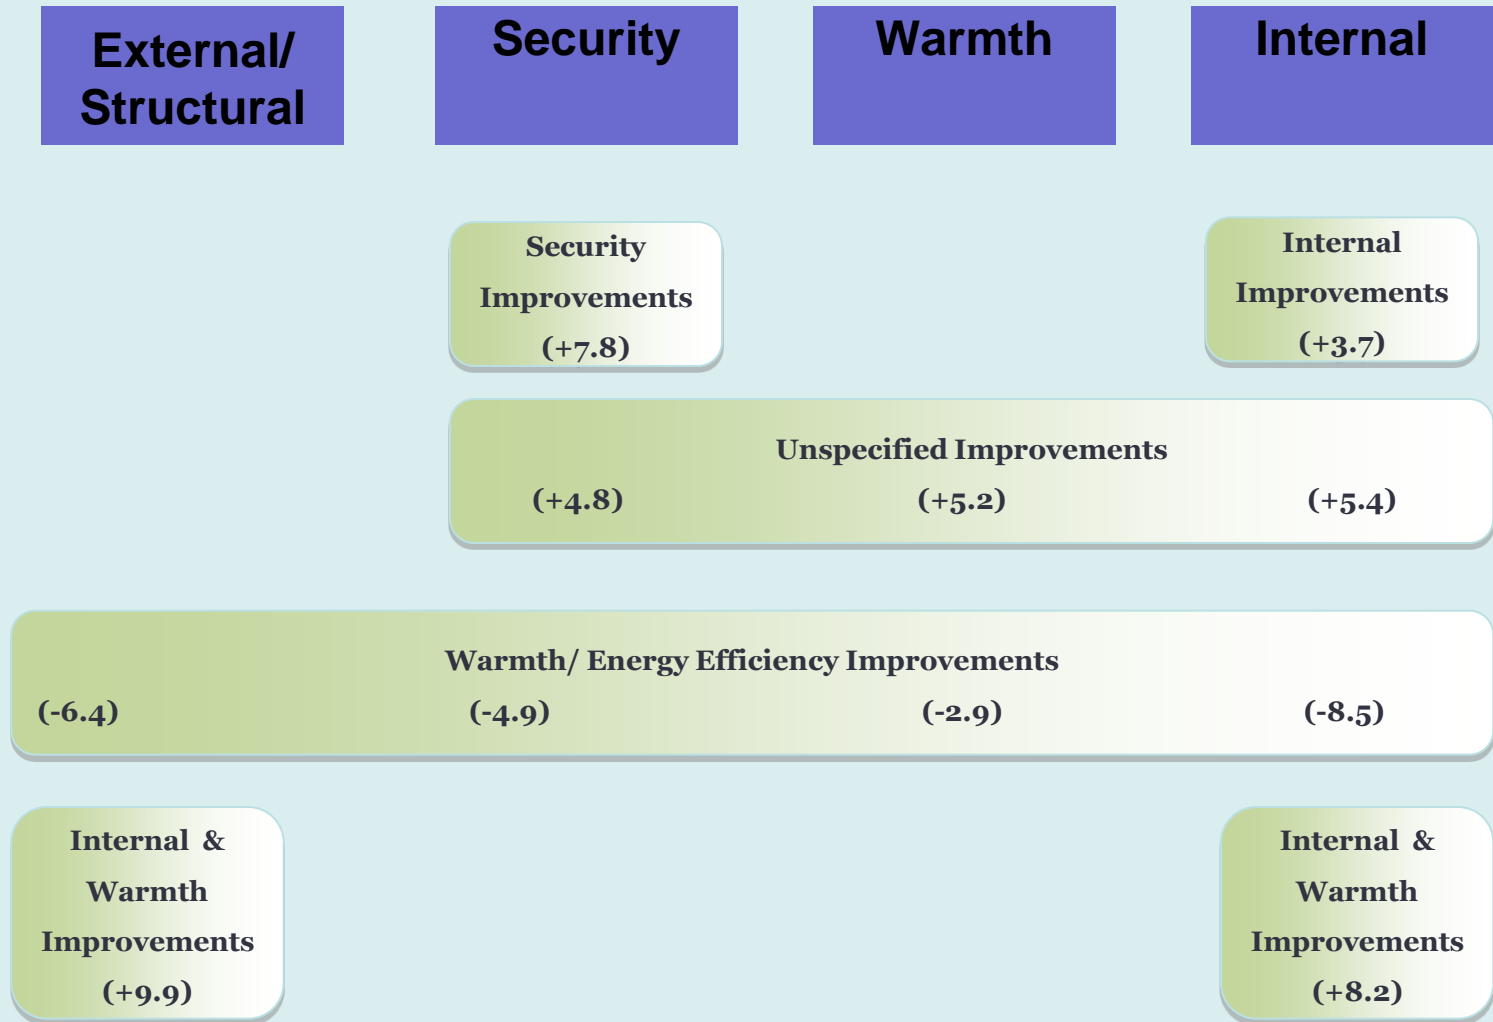 External/
Structural
Security
Warmth
Internal
Security
Improvements
(+7.8)
Internal
Improvements
(+3.7)
Unspecified Improvements
(+4.8) (+5.2) (+5.4)
Warmth/ Energy Efficiency Improvements
(-6.4) (-4.9) (-2.9) (-8.5)
Internal &
Warmth
Improvements
(+9.9)
Internal &
Warmth
Improvements
(+8.2)